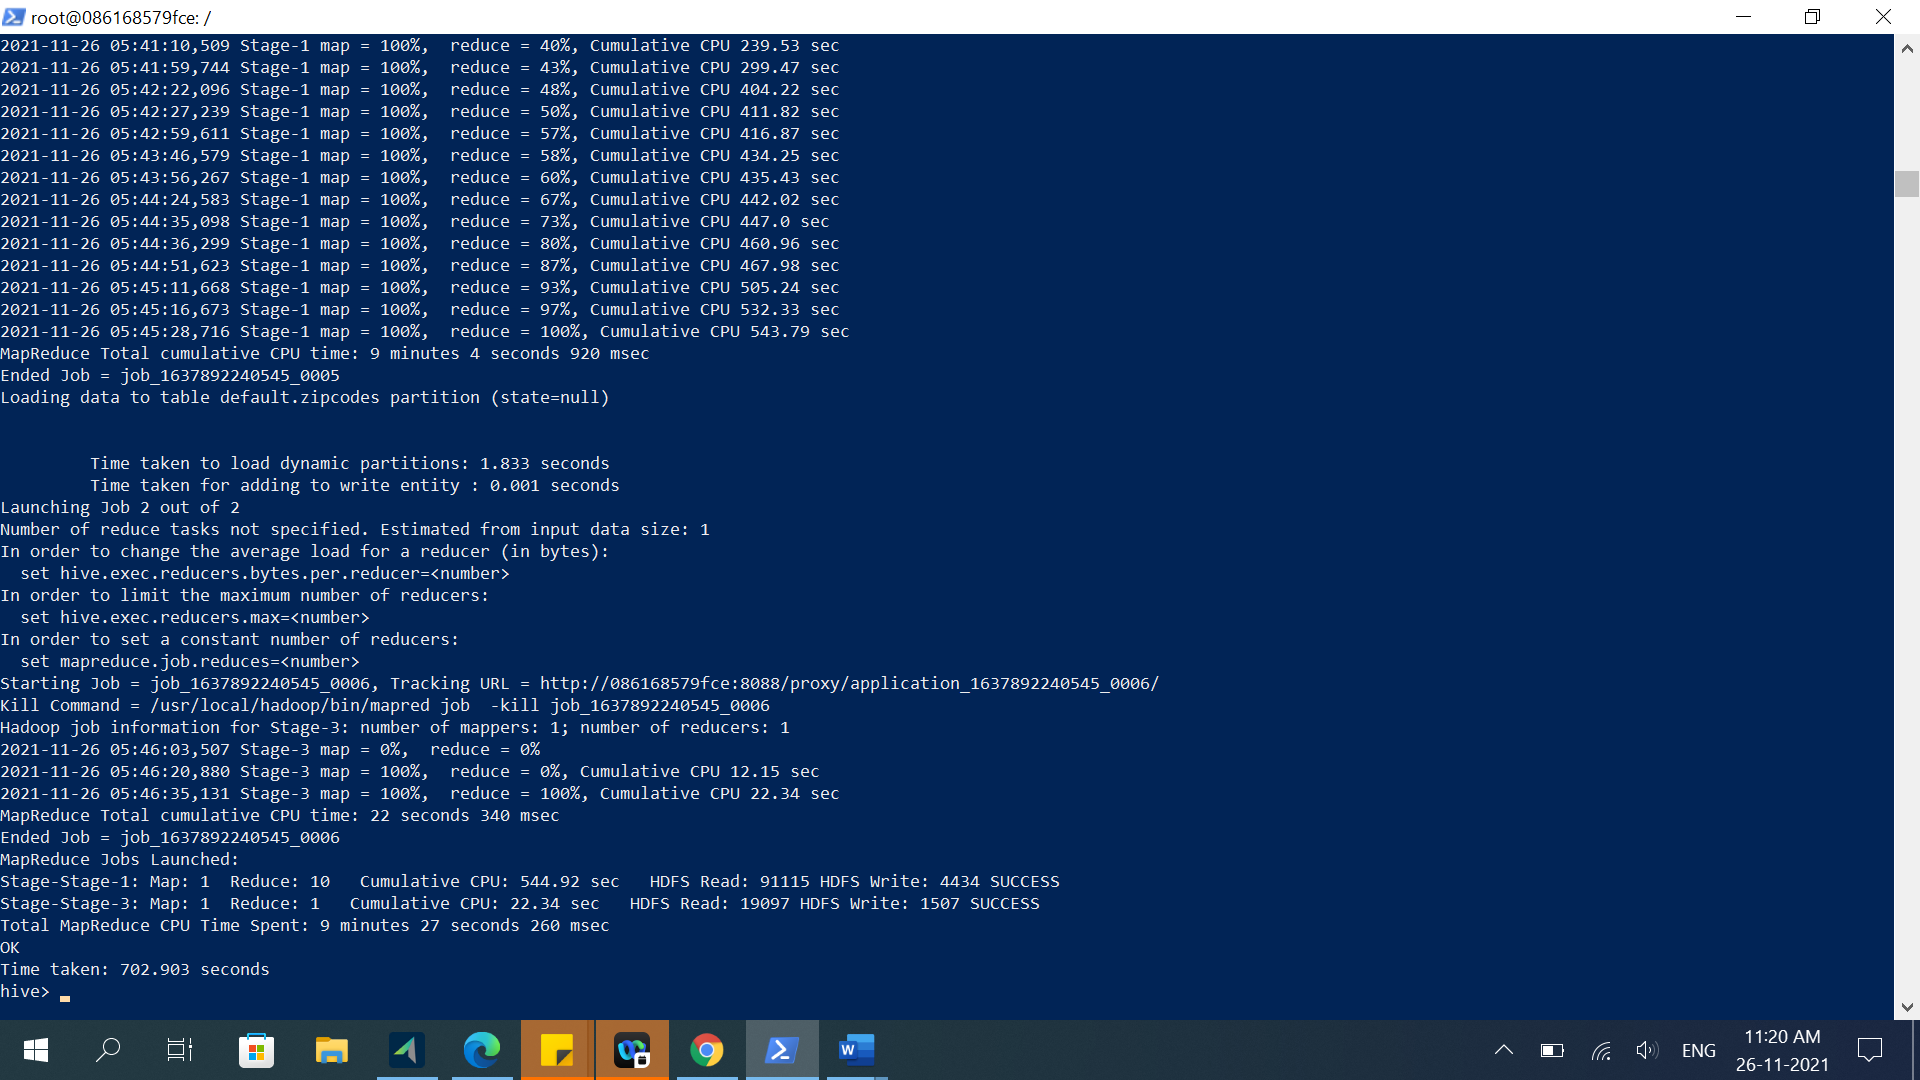 root@086168579fce: /
2021-11-26 05:41:10,509 Stage-1 map = 100%,  reduce = 40%, Cumulative CPU 239.53 sec
2021-11-26 05:41:59,744 Stage-1 map = 100%,  reduce = 43%, Cumulative CPU 299.47 sec
2021-11-26 05:42:22,096 Stage-1 map = 100%,  reduce = 48%, Cumulative CPU 404.22 sec
2021-11-26 05:42:27,239 Stage-1 map = 100%,  reduce = 50%, Cumulative CPU 411.82 sec
2021-11-26 05:42:59,611 Stage-1 map = 100%,  reduce = 57%, Cumulative CPU 416.87 sec
2021-11-26 05:43:46,579 Stage-1 map = 100%,  reduce = 58%, Cumulative CPU 434.25 sec
2021-11-26 05:43:56,267 Stage-1 map = 100%,  reduce = 60%, Cumulative CPU 435.43 sec
2021-11-26 05:44:24,583 Stage-1 map = 100%,  reduce = 67%, Cumulative CPU 442.02 sec
2021-11-26 05:44:35,098 Stage-1 map = 100%,  reduce = 73%, Cumulative CPU 447.0 sec
2021-11-26 05:44:36,299 Stage-1 map = 100%,  reduce = 80%, Cumulative CPU 460.96 sec
2021-11-26 05:44:51,623 Stage-1 map = 100%,  reduce = 87%, Cumulative CPU 467.98 sec
2021-11-26 05:45:11,668 Stage-1 map = 100%,  reduce = 93%, Cumulative CPU 505.24 sec
2021-11-26 05:45:16,673 Stage-1 map = 100%,  reduce = 97%, Cumulative CPU 532.33 sec
2021-11-26 05:45:28,716 Stage-1 map = 100%,  reduce = 100%, Cumulative CPU 543.79 sec
MapReduce Total cumulative CPU time: 9 minutes 4 seconds 920 msec
Ended Job = job_1637892240545_0005
Loading data to table default.zipcodes partition (state=null)
Time taken to load dynamic partitions: 1.833 seconds
Time taken for adding to write entity : 0.001 seconds
Launching Job 2 out of 2
Number of reduce tasks not specified. Estimated from input data size: 1
In order to change the average load for a reducer (in bytes):
  set hive.exec.reducers.bytes.per.reducer=<number>
In order to limit the maximum number of reducers:
  set hive.exec.reducers.max=<number>
In order to set a constant number of reducers:
  set mapreduce.job.reduces=<number>
Starting Job = job_1637892240545_0006, Tracking URL = http://086168579fce:8088/proxy/application_1637892240545_0006/
Kill Command = /usr/local/hadoop/bin/mapred job  -kill job_1637892240545_0006
Hadoop job information for Stage-3: number of mappers: 1; number of reducers: 1
2021-11-26 05:46:03,507 Stage-3 map = 0%,  reduce = 0%
2021-11-26 05:46:20,880 Stage-3 map = 100%,  reduce = 0%, Cumulative CPU 12.15 sec
2021-11-26 05:46:35,131 Stage-3 map = 100%,  reduce = 100%, Cumulative CPU 22.34 sec
MapReduce Total cumulative CPU time: 22 seconds 340 msec
Ended Job = job_1637892240545_0006
MapReduce Jobs Launched:
Stage-Stage-1: Map: 1  Reduce: 10   Cumulative CPU: 544.92 sec   HDFS Read: 91115 HDFS Write: 4434 SUCCESS
Stage-Stage-3: Map: 1  Reduce: 1   Cumulative CPU: 22.34 sec   HDFS Read: 19097 HDFS Write: 1507 SUCCESS
Total MapReduce CPU Time Spent: 9 minutes 27 seconds 260 msec
OK
Time taken: 702.903 seconds
hive>
ENG
11:20 AM
26-11-2021